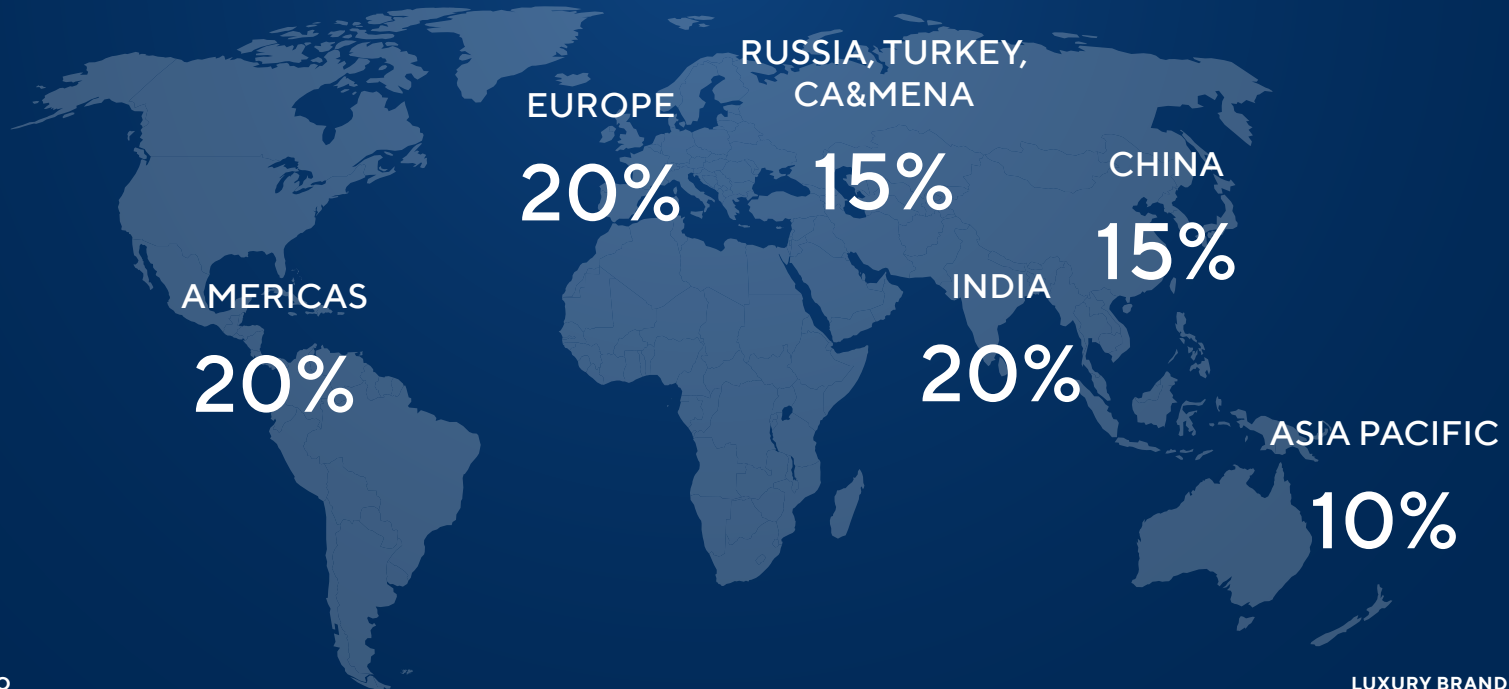 RUSSIA, TURKEY,
CA&MENA
15%
EUROPE
20%
CHINA
15%
AMERICAS
20%
INDIA
20%
ASIA PACIFIC
10%
LUXURY BRAND